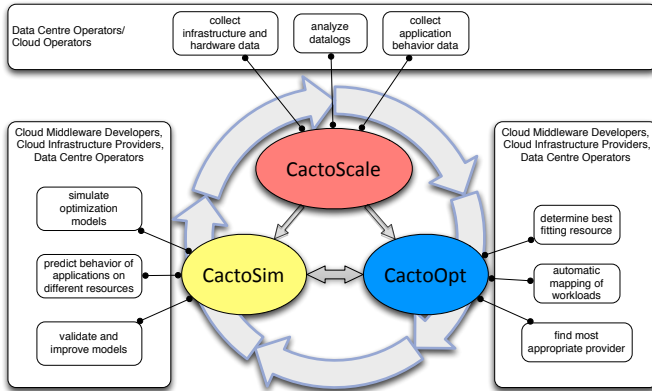 Data Centre Operators/
Cloud Operators
collect
infrastructure and
hardware data
analyze
datalogs
collect
application
behavior data
Cloud Middleware Developers,
Cloud Infrastructure Providers,
Data Centre Operators
simulate
optimization
models
predict behavior of
applications on
different resources
validate and
improve models
CactoScale
CactoSim
CactoOpt
Cloud Middleware Developers,
Cloud Infrastructure Providers,
Data Centre Operators
determine best
fitting resource
automatic
mapping of
workloads
find most
appropriate provider